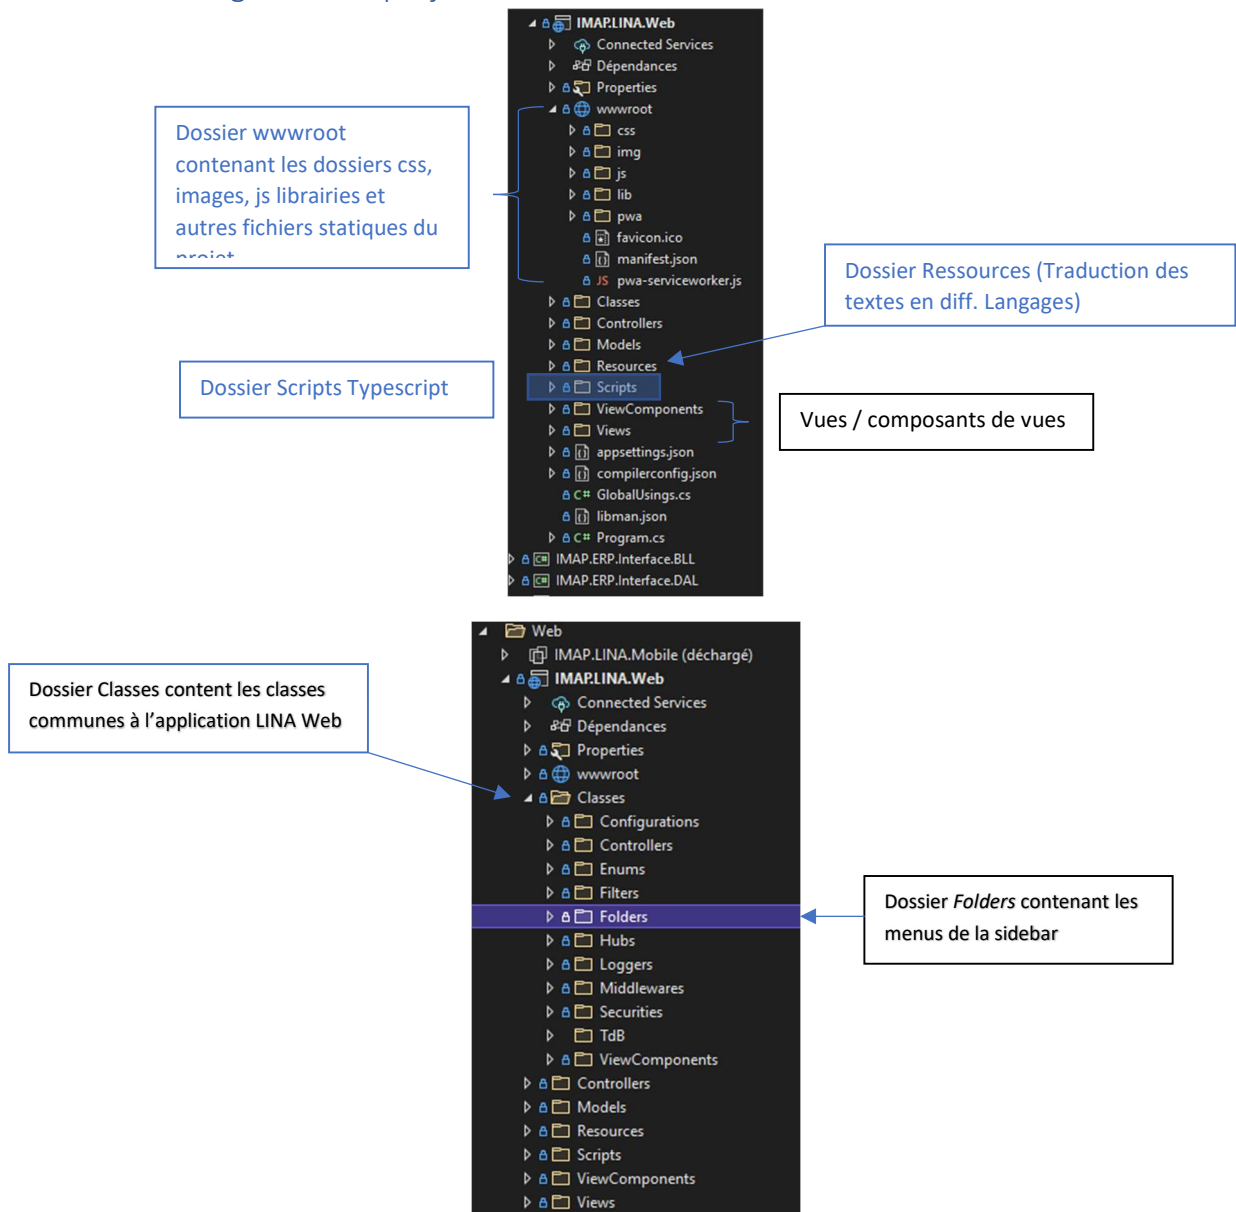 IMAP.LINA.Web
Connected Services
Dépendances
Properties
wwwroot
css
img
js
lib
pwa
favicon.ico
manifest.json
JS pwa-serviceworker.js
Classes
Controllers
Models
Resources
Scripts
ViewComponents
Views
appsettings.json
compilerconfig.json
C# GlobalUsings.cs
libman.json
C# Program.cs
C# IMAP.ERP.Interface.BLL
C# IMAP.ERP.Interface.DAL
Dossier wwwroot
contenant les dossiers css,
images, js librairies et
autres fichiers statiques du
projet
Dossier Ressources (Traduction des
textes en diff. Langages)
Dossier Scripts Typescript
Vues / composants de vues
Web
IMAP.LINA.Mobile (déchargé)
IMAP.LINA.Web
Connected Services
Dépendances
Properties
wwwroot
Classes
Configurations
Controllers
Enums
Filters
Folders
Hubs
Loggers
Middlewares
Securities
TdB
ViewComponents
Controllers
Models
Resources
Scripts
ViewComponents
Views
Dossier Classes content les classes
communes à l'application LINA Web
Dossier Folders contenant les
menus de la sidebar